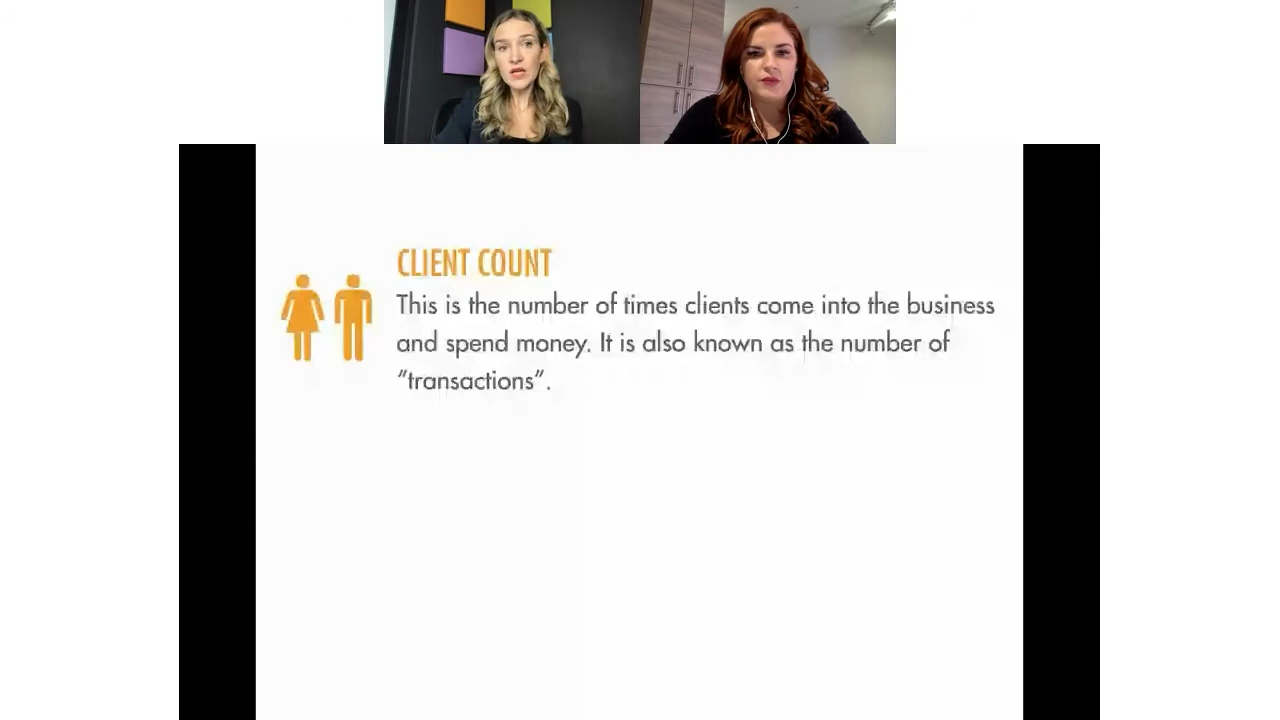 CLIENT COUNT
This is the number of times clients come into the business
and spend money. It is also known as the number of
“transactions”.